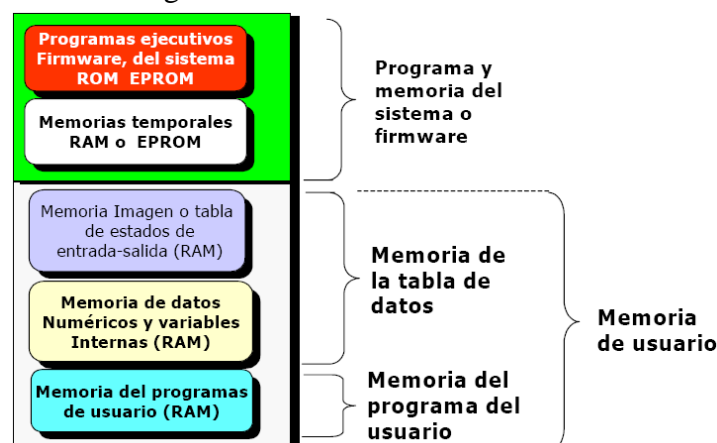 Programas ejecutivos
Firmware, del sistema
ROM EPROM
Memorias temporales
RAM o EPROM
Programa y
memoria del
sistema o
firmware
Memoria Imagen o tabla
de estados de
entrada-salida (RAM)
Memoria de datos
Numéricos y variables
Internas (RAM)
Memoria de
la tabla de
datos
Memoria del programas
de usuario (RAM)
Memoria del
programa del
usuario
Memoria
de usuario